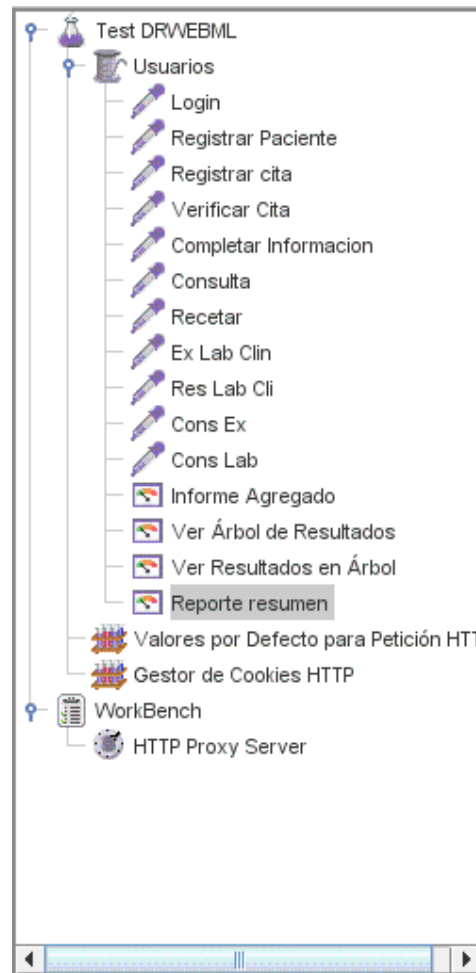 Test DRWEBML
Usuarios
Login
Registrar Paciente
Registrar cita
Verificar Cita
Completar Informacion
Consulta
Recetar
Ex Lab Clin
Res Lab Cli
Cons Ex
Cons Lab
Informe Agregado
Ver Árbol de Resultados
Ver Resultados en Árbol
Reporte resumen
Valores por Defecto para Petición HTT
Gestor de Cookies HTTP
WorkBench
HTTP Proxy Server